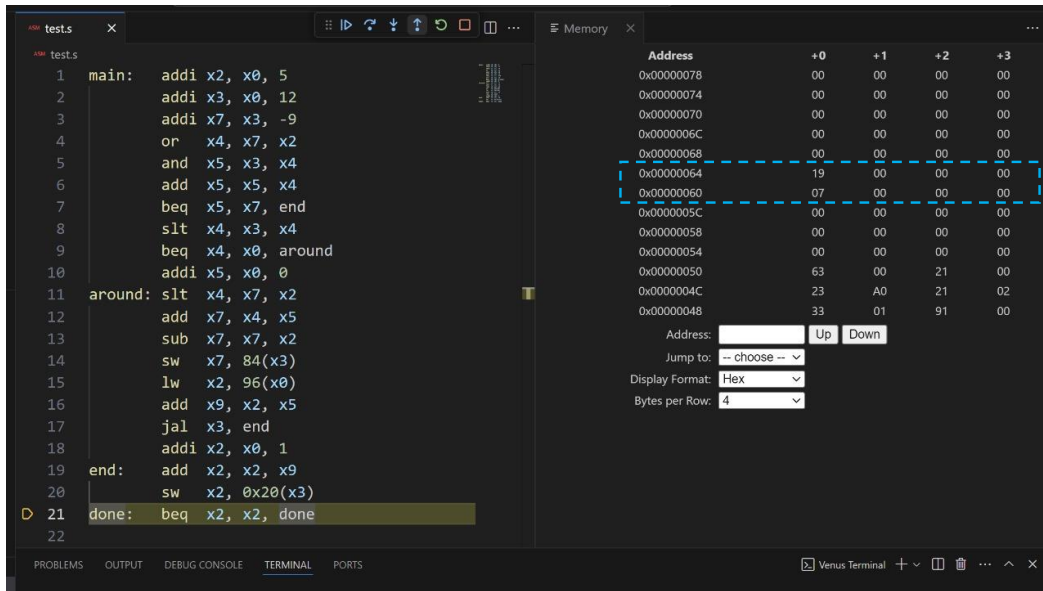 ASM test.s ×
ASM test.s
1 main: addi x2, x0, 5
2 addi x3, x0, 12
3 addi x7, x3, -9
4 or x4, x7, x2
5 and x5, x3, x4
6 add x5, x5, x4
7 beq x5, x7, end
8 slt x4, x3, x4
9 beq x4, x0, around
10 addi x5, x0, 0
11 around: slt x4, x7, x2
12 add x7, x4, x5
13 sub x7, x7, x2
14 sw x7, 84(x3)
15 lw x2, 96(x0)
16 add x9, x2, x5
17 jal x3, end
18 addi x2, x0, 1
19 end: add x2, x2, x9
20 sw x2, 0x20(x3)
21 done: beq x2, x2, done
22
Memory ×
Address +0 +1 +2 +3
0x00000078 00 00 00 00
0x00000074 00 00 00 00
0x00000070 00 00 00 00
0x0000006C 00 00 00 00
0x00000068 00 00 00 00
0x00000064 19 00 00 00
0x00000060 07 00 00 00
0x0000005C 00 00 00 00
0x00000058 00 00 00 00
0x00000054 00 00 00 00
0x00000050 63 00 21 00
0x0000004C 23 A0 21 02
0x00000048 33 01 91 00
Address: Up Down
Jump to: -- choose --
Display Format: Hex
Bytes per Row: 4
PROBLEMS OUTPUT DEBUG CONSOLE TERMINAL PORTS
Venus Terminal